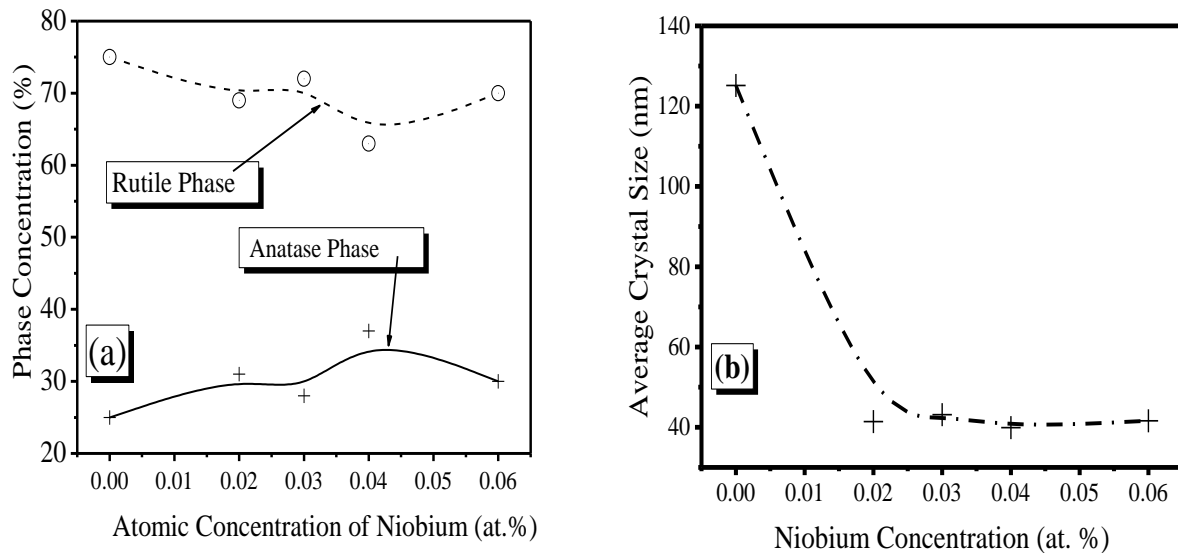 80
70
60
50
40
30
20
Phase Concentration (%)
Rutile Phase
Anatase Phase
(a)
0.00 0.01 0.02 0.03 0.04 0.05 0.06
Atomic Concentration of Niobium (at.%)
140
120
100
80
60
40
Average Crystal Size (nm)
(b)
0.00 0.01 0.02 0.03 0.04 0.05 0.06
Niobium Concentration (at. %)